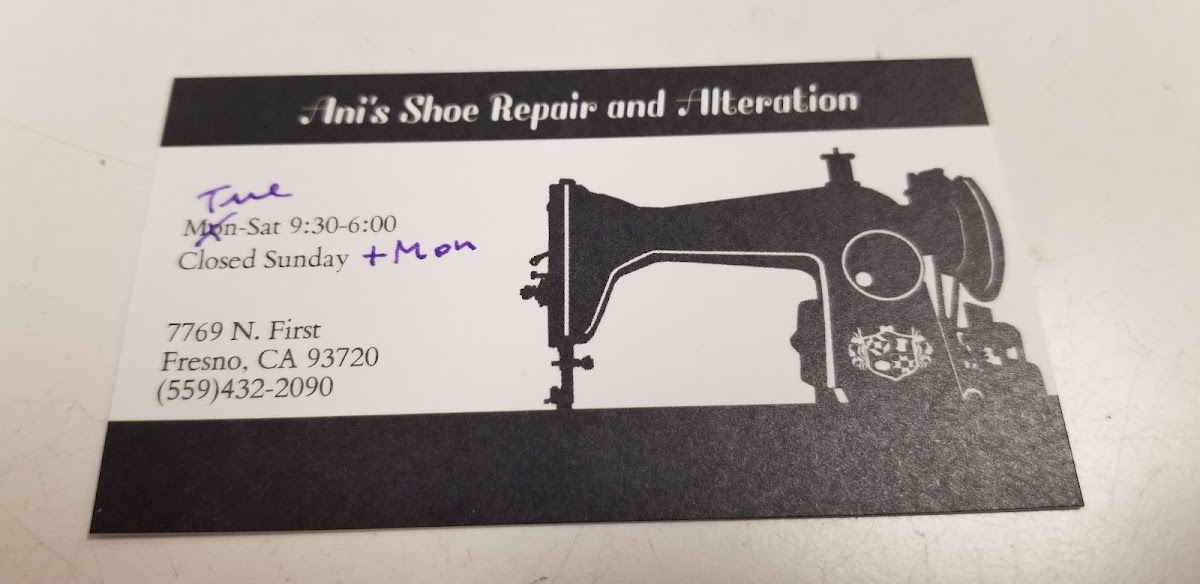 Ani's Shoe Repair and Alteration
Tue
Mon-Sat 9:30-6:00
Closed Sunday + Mon
7769 N. First
Fresno, CA 93720
(559)432-2090